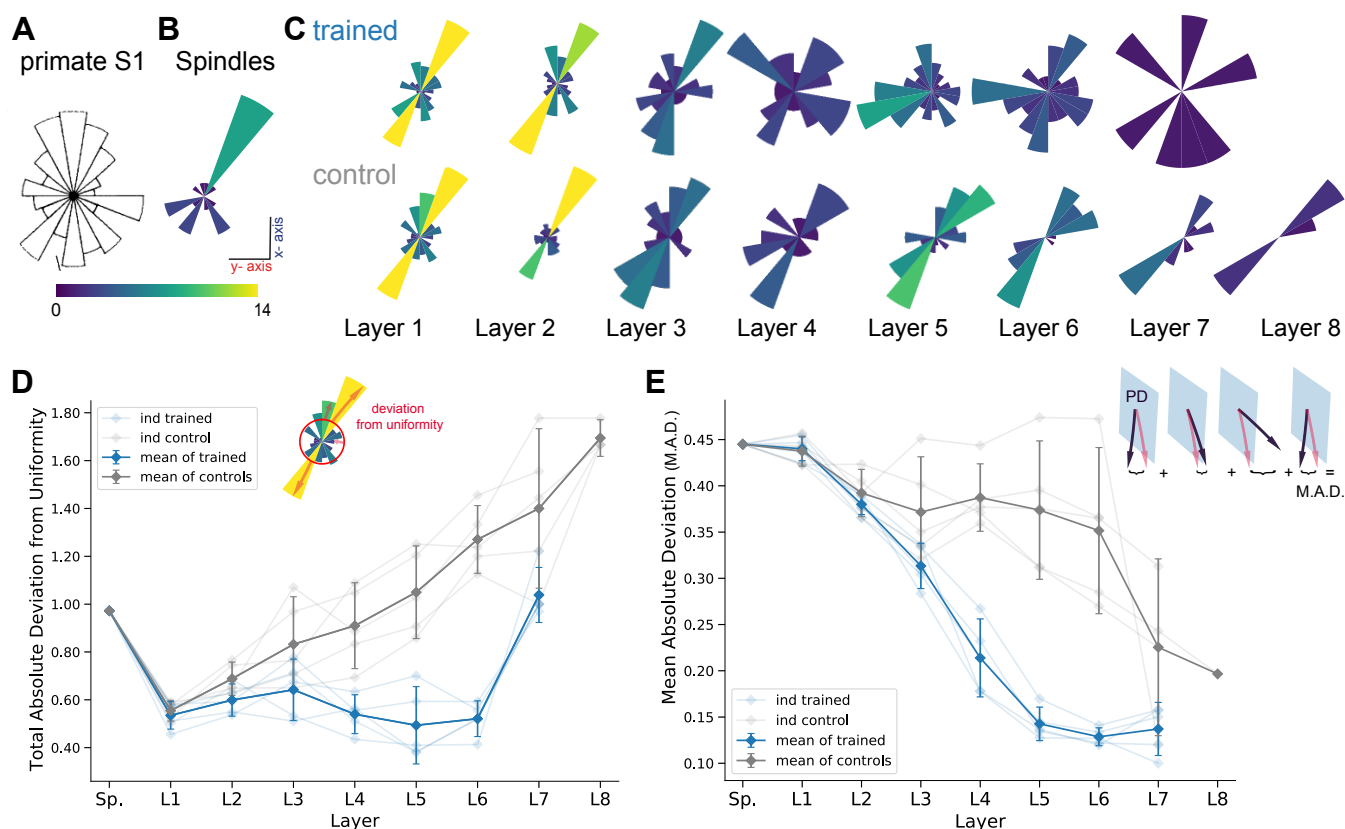 A
primate S1
B
Spindles
C trained
control
x- axis
y- axis
0
14
Layer 1
Layer 2
Layer 3
Layer 4
Layer 5
Layer 6
Layer 7
Layer 8
D
Total Absolute Deviation from Uniformity
1.80
1.60
1.40
1.20
1.00
0.80
0.60
0.40
ind trained
ind control
mean of trained
mean of controls
deviation
from uniformity
Sp.
L1
L2
L3
L4
L5
L6
L7
L8
Layer
E
Mean Absolute Deviation (M.A.D.)
0.45
0.40
0.35
0.30
0.25
0.20
0.15
0.10
PD
+
+
+
=
M.A.D.
ind trained
ind control
mean of trained
mean of controls
Sp.
L1
L2
L3
L4
L5
L6
L7
L8
Layer